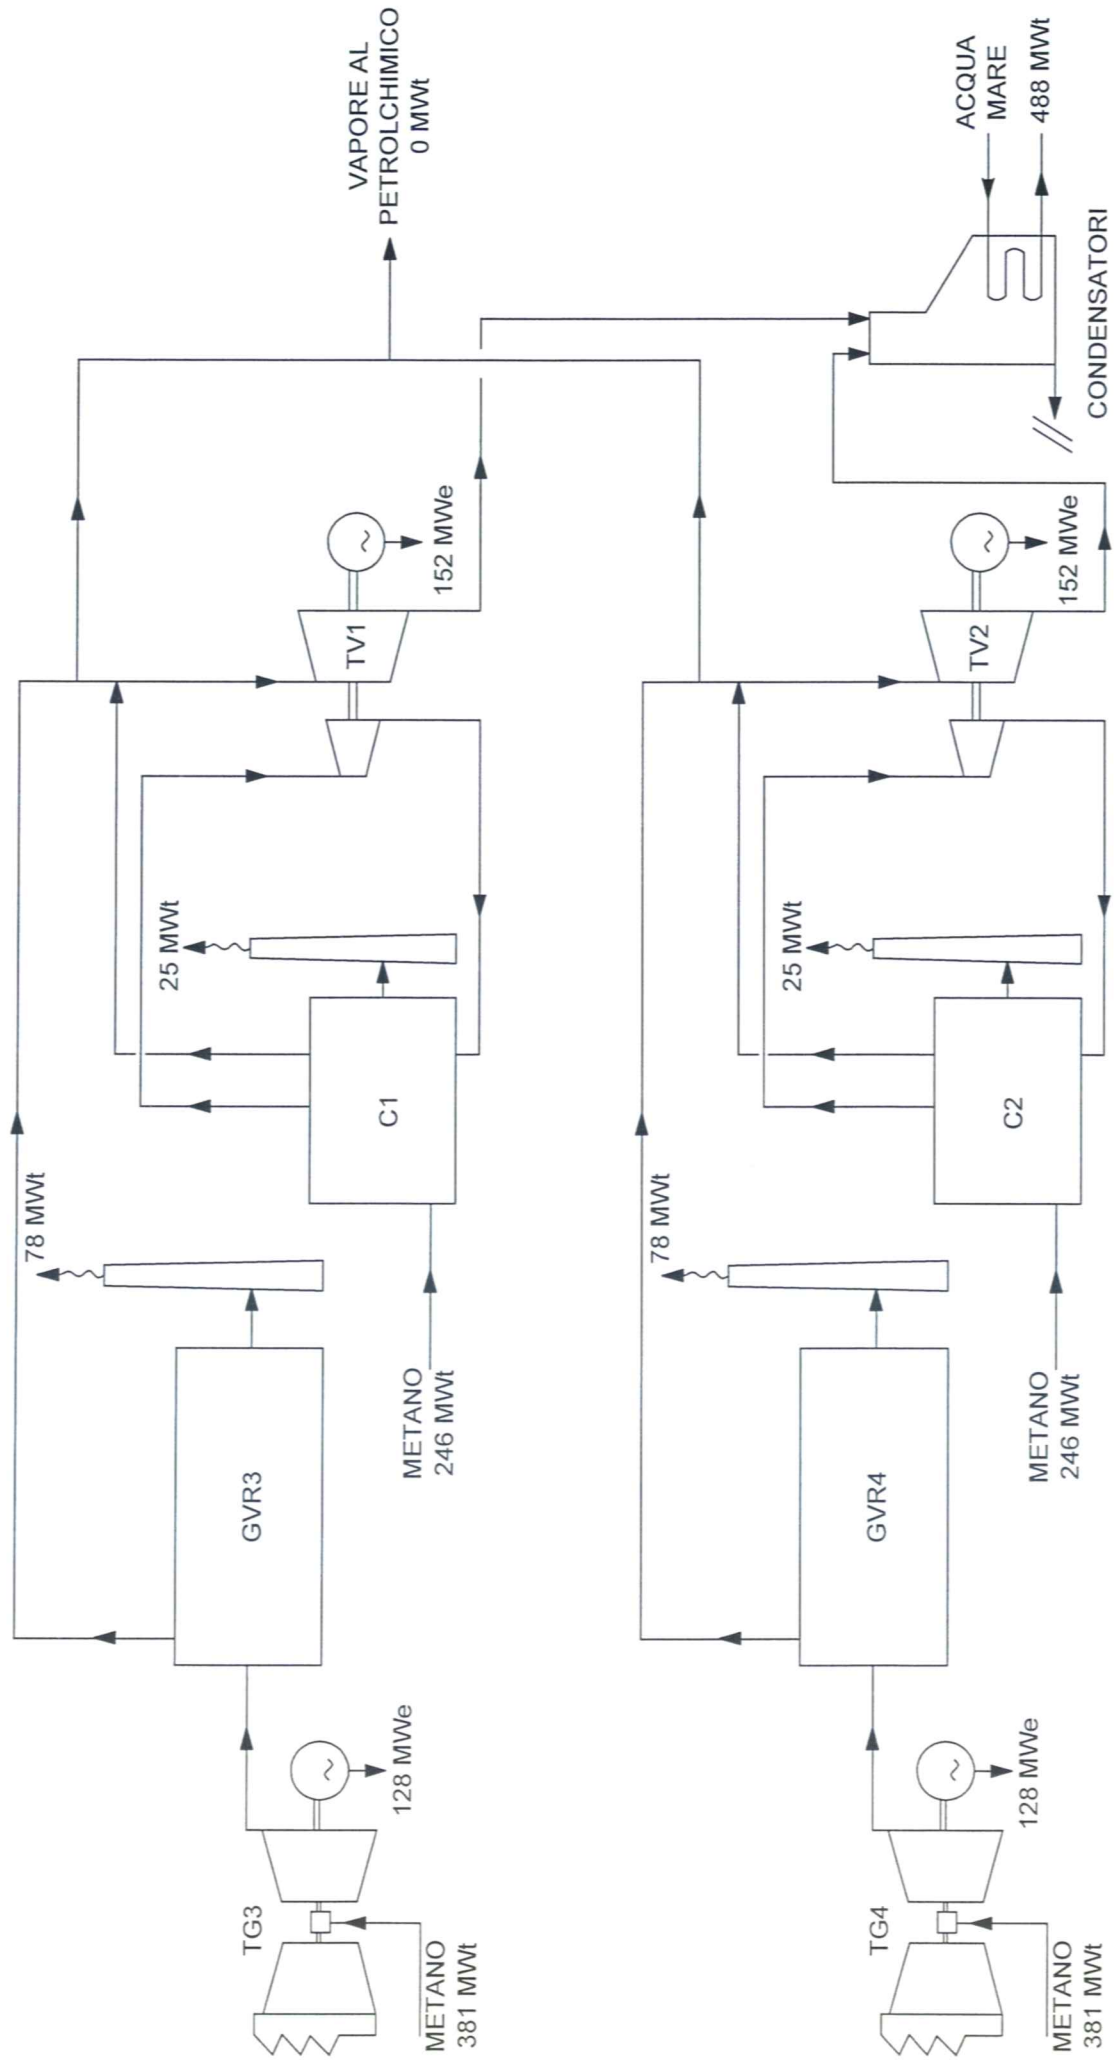 TG3
METANO
381 MWt
128 MWe
GVR3
78 MWt
METANO
246 MWt
C1
25 MWt
TV1
~
152 MWe
~
VAPORE AL
PETROLCHIMICO
0 MWt
TG4
METANO
381 MWt
128 MWe
~
GVR4
78 MWt
METANO
246 MWt
C2
25 MWt
TV2
~
152 MWe
ACQUA
MARE
488 MWt
CONDENSATORI